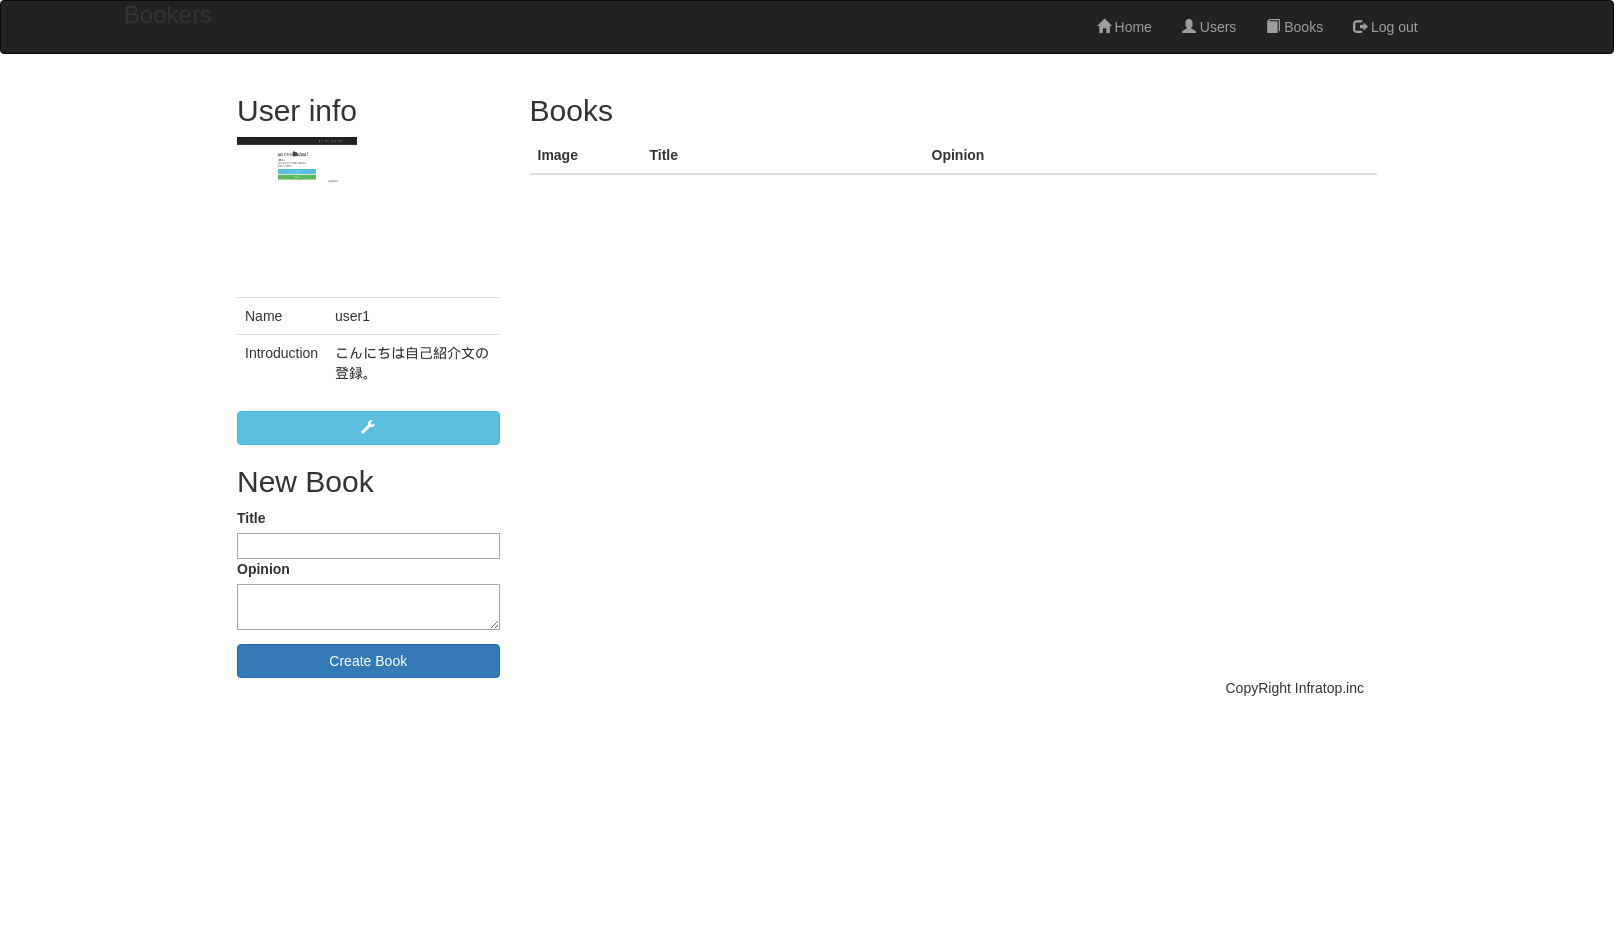 Bookers
Home
Users
Books
Log out
User info
Name
user1
Introduction
こんにちは自己紹介文の
登録。
New Book
Title
Opinion
Create Book
Books
Image
Title
Opinion
CopyRight Infratop.inc